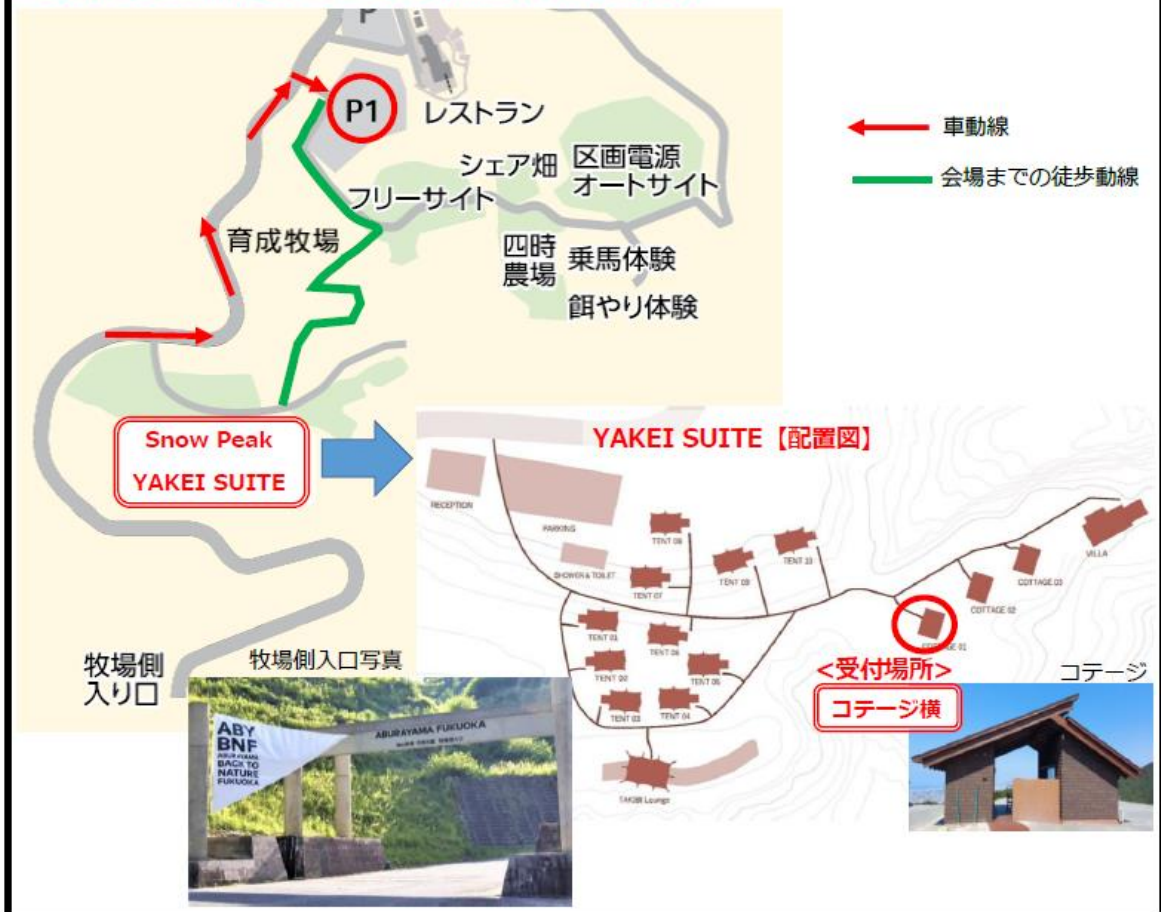 P
P1
レストラン
車動線
会場までの徒歩動線
シェア畑
区画電源
オートサイト
フリーサイト
育成牧場
四時
農場
乗馬体験
餌やり体験
Snow Peak
YAKEI SUITE
YAKEI SUITE【配置図】
RECEPTION
PARKING
SHOWER & TOILET
TENT 08
TENT 09
TENT 10
TENT 07
VILLA
COTTAGE 03
COTTAGE 02
COTTAGE 01
TENT 01
TENT 06
TENT 02
TENT 05
TENT 03
TENT 04
TAKIBI Lounge
<受付場所>
コテージ横
コテージ
牧場側
入り口
牧場側入口写真
ABY
BNF
ABURAYAMA
BACK TO
NATURE
FUKUOKA
ABURAYAMA FUKUOKA